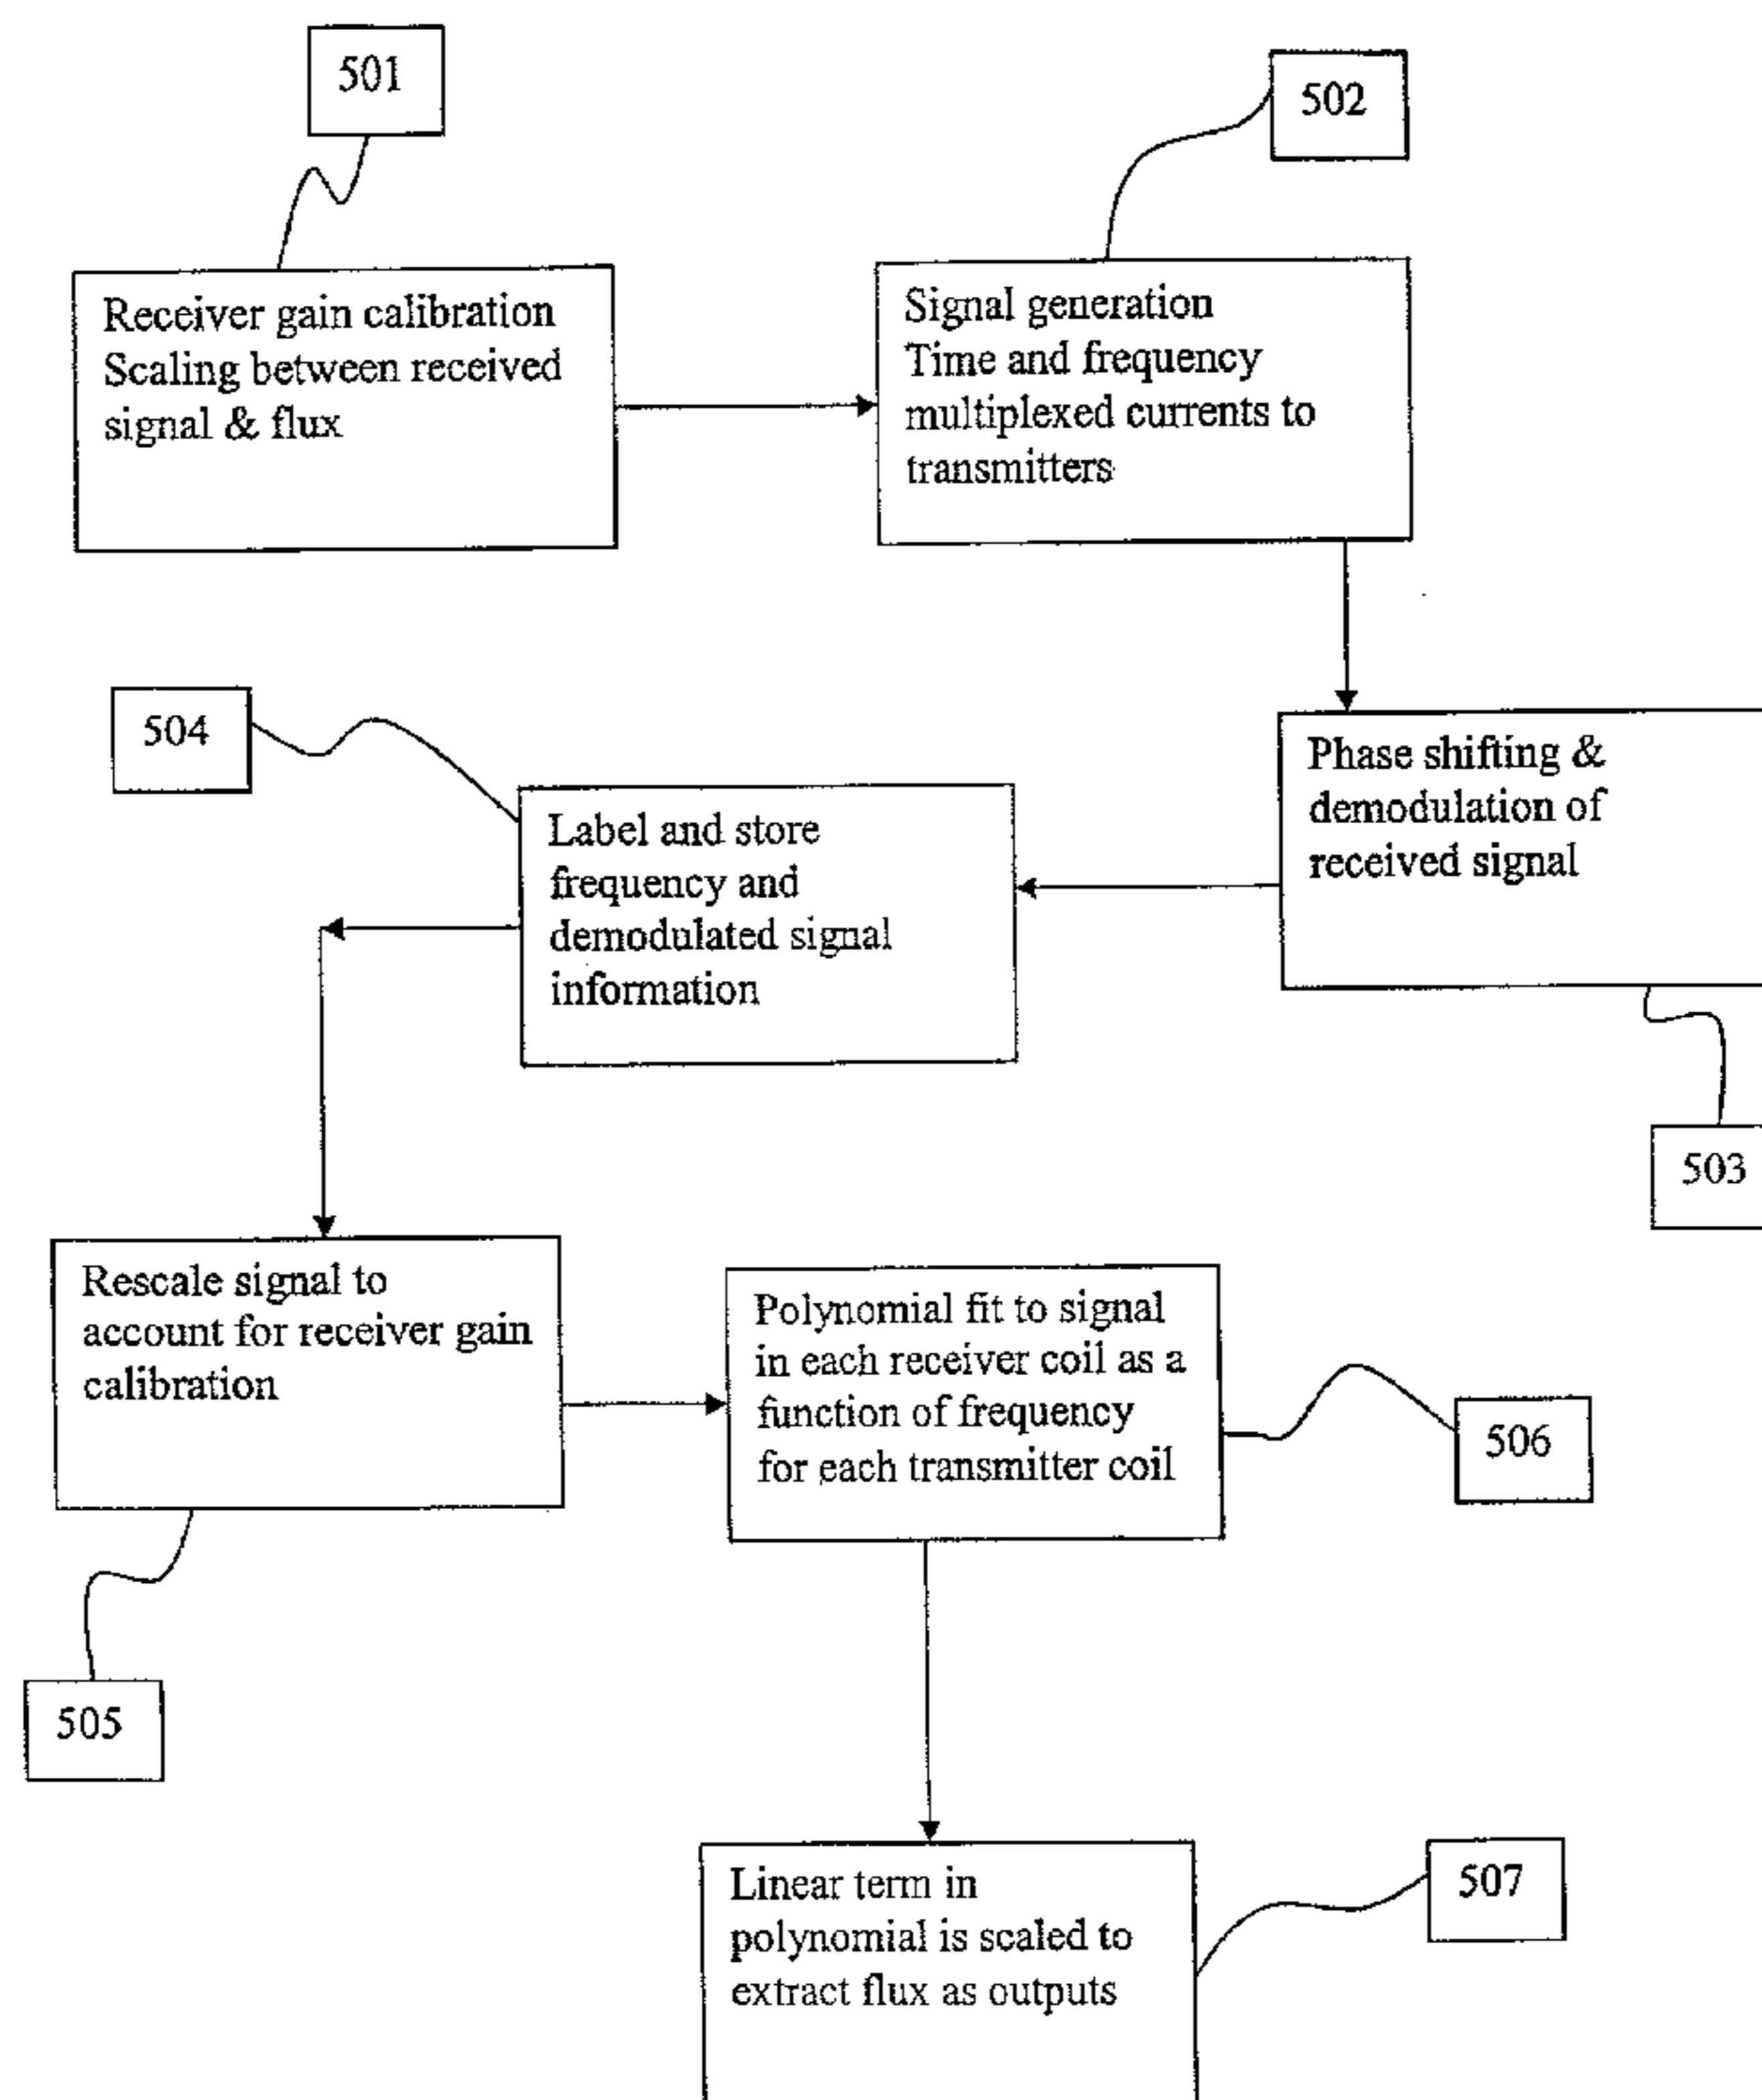 501
502
Receiver gain calibration
Scaling between received
signal & flux
Signal generation
Time and frequency
multiplexed currents to
transmitters
504
Phase shifting &
demodulation of
received signal
Label and store
frequency and
demodulated signal
information
503
Rescale signal to
account for receiver gain
calibration
Polynomial fit to signal
in each receiver coil as a
function of frequency
for each transmitter coil
506
505
Linear term in
polynomial is scaled to
extract flux as outputs
507